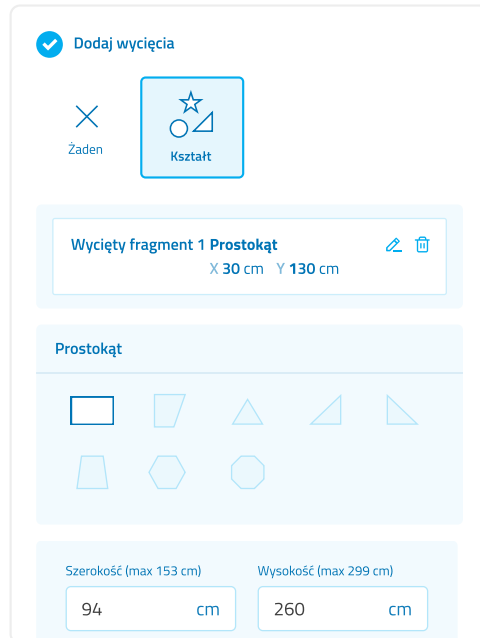 Dodaj wycięcia
Żaden
Kształt
Wycięty fragment 1 Prostokąt
X 30 cm Y 130 cm
Prostokąt
Szerokość (max 153 cm)
Wysokość (max 299 cm)
94 cm
260 cm